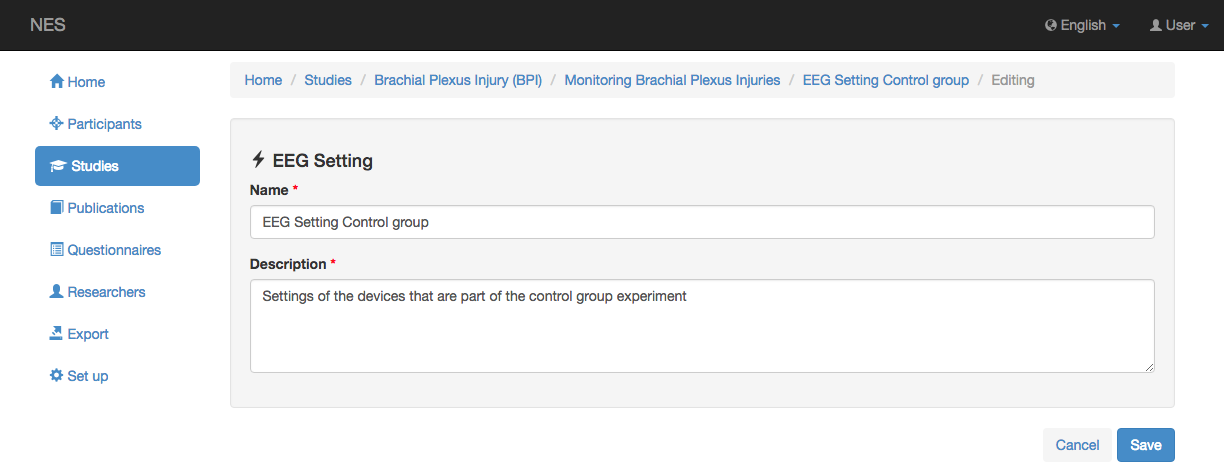 NES
English
User
Home
Participants
Studies
Publications
Questionnaires
Researchers
Export
Set up
Home / Studies / Brachial Plexus Injury (BPI) / Monitoring Brachial Plexus Injuries / EEG Setting Control group / Editing
EEG Setting
Name *
EEG Setting Control group
Description *
Settings of the devices that are part of the control group experiment
Cancel
Save